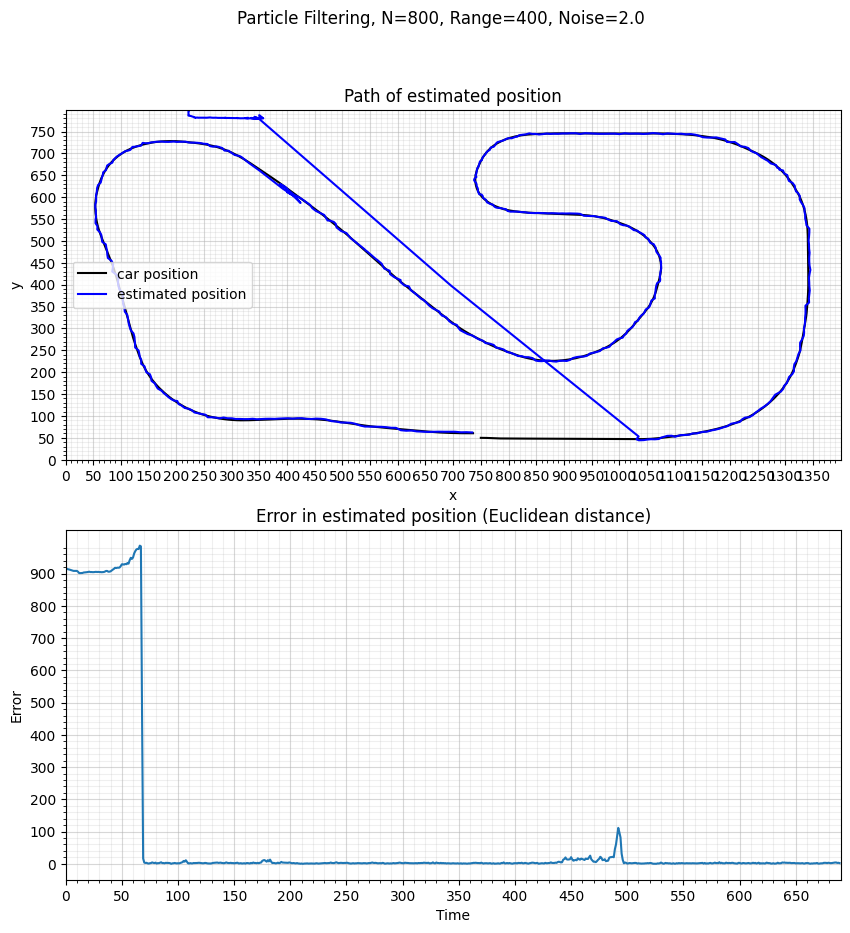 Particle Filtering, N=800, Range=400, Noise=2.0
Path of estimated position
750
700
650
600
550
500
450
400
350
300
250
200
150
100
50
0
y
car position
estimated position
0 50 100 150 200 250 300 350 400 450 500 550 600 650 700 750 800 850 900 950 1000 1050 1100 1150 1200 1250 1300 1350
x
Error in estimated position (Euclidean distance)
900
800
700
600
500
400
300
200
100
0
Error
0 50 100 150 200 250 300 350 400 450 500 550 600 650
Time